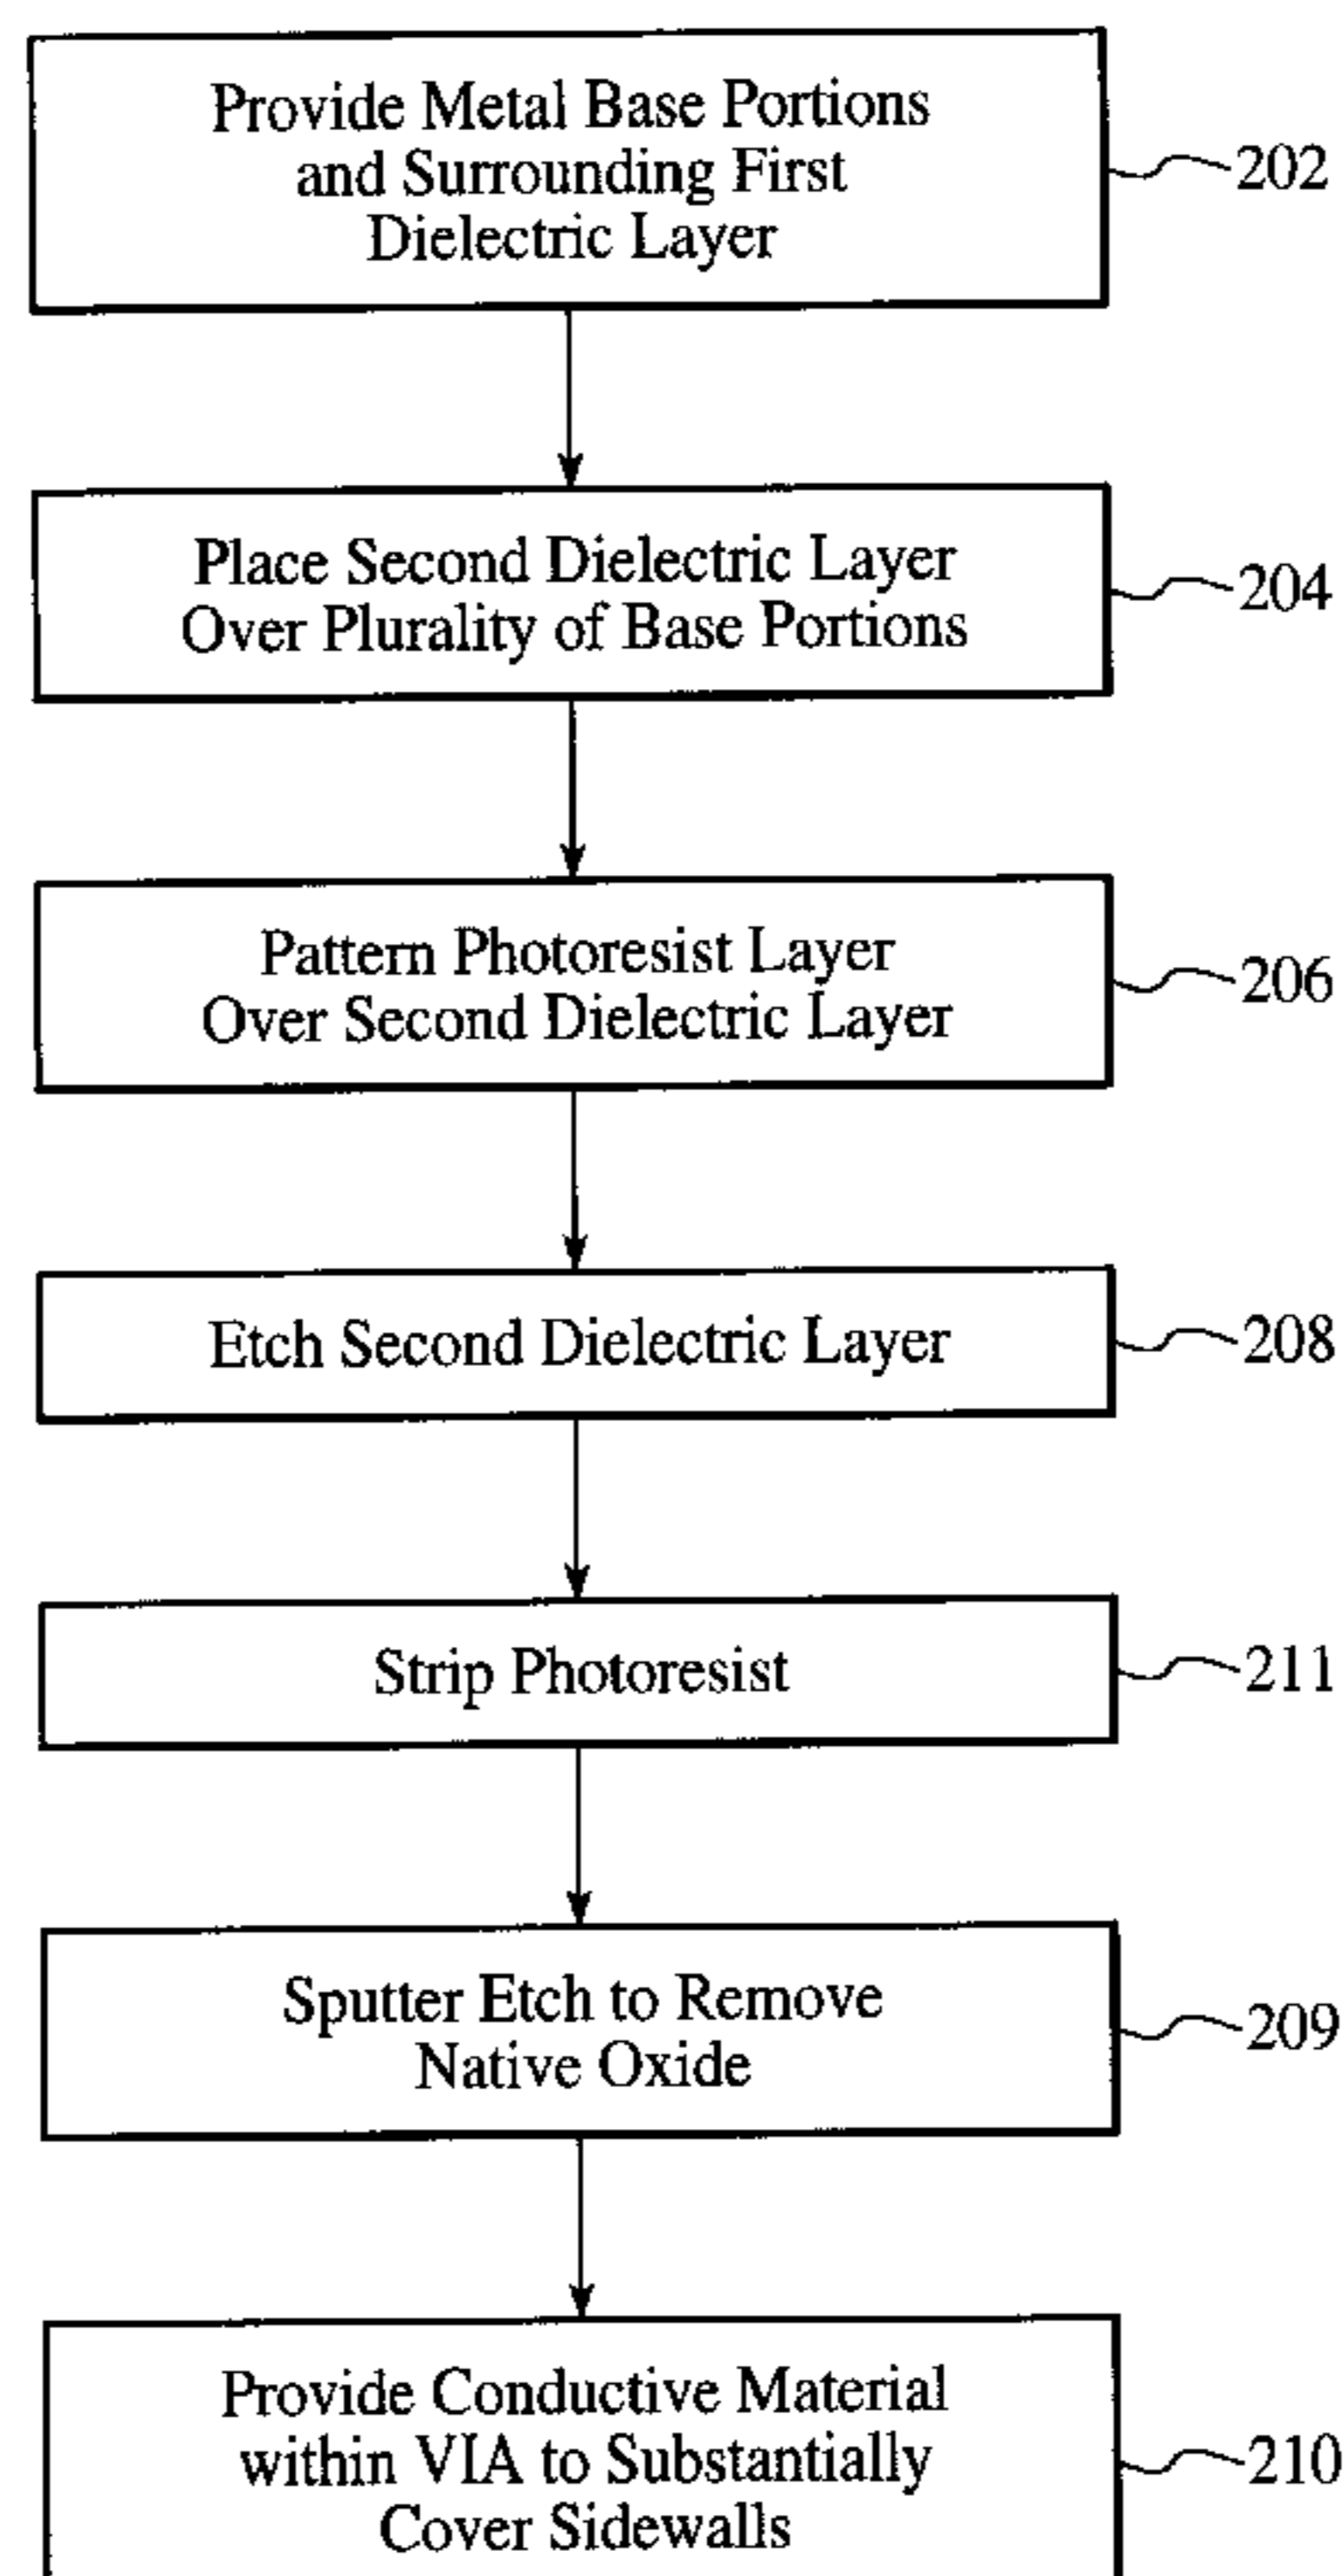 Provide Metal Base Portions
and Surrounding First
Dielectric Layer
202
Place Second Dielectric Layer
Over Plurality of Base Portions
204
Pattern Photoresist Layer
Over Second Dielectric Layer
206
Etch Second Dielectric Layer
208
Strip Photoresist
211
Sputter Etch to Remove
Native Oxide
209
Provide Conductive Material
within VIA to Substantially
Cover Sidewalls
210